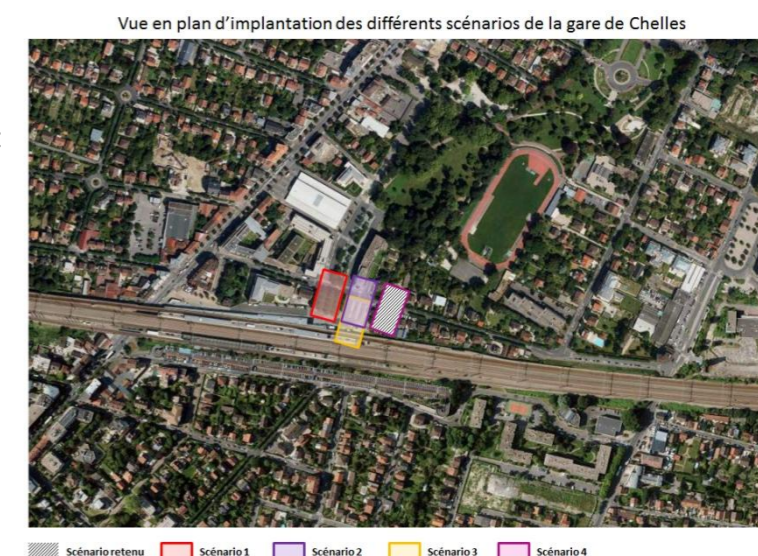 Vue en plan d'implantation des différents scénarios de la gare de Chelles
Scénario retenu Scénario 1 Scénario 2 Scénario 3 Scénario 4